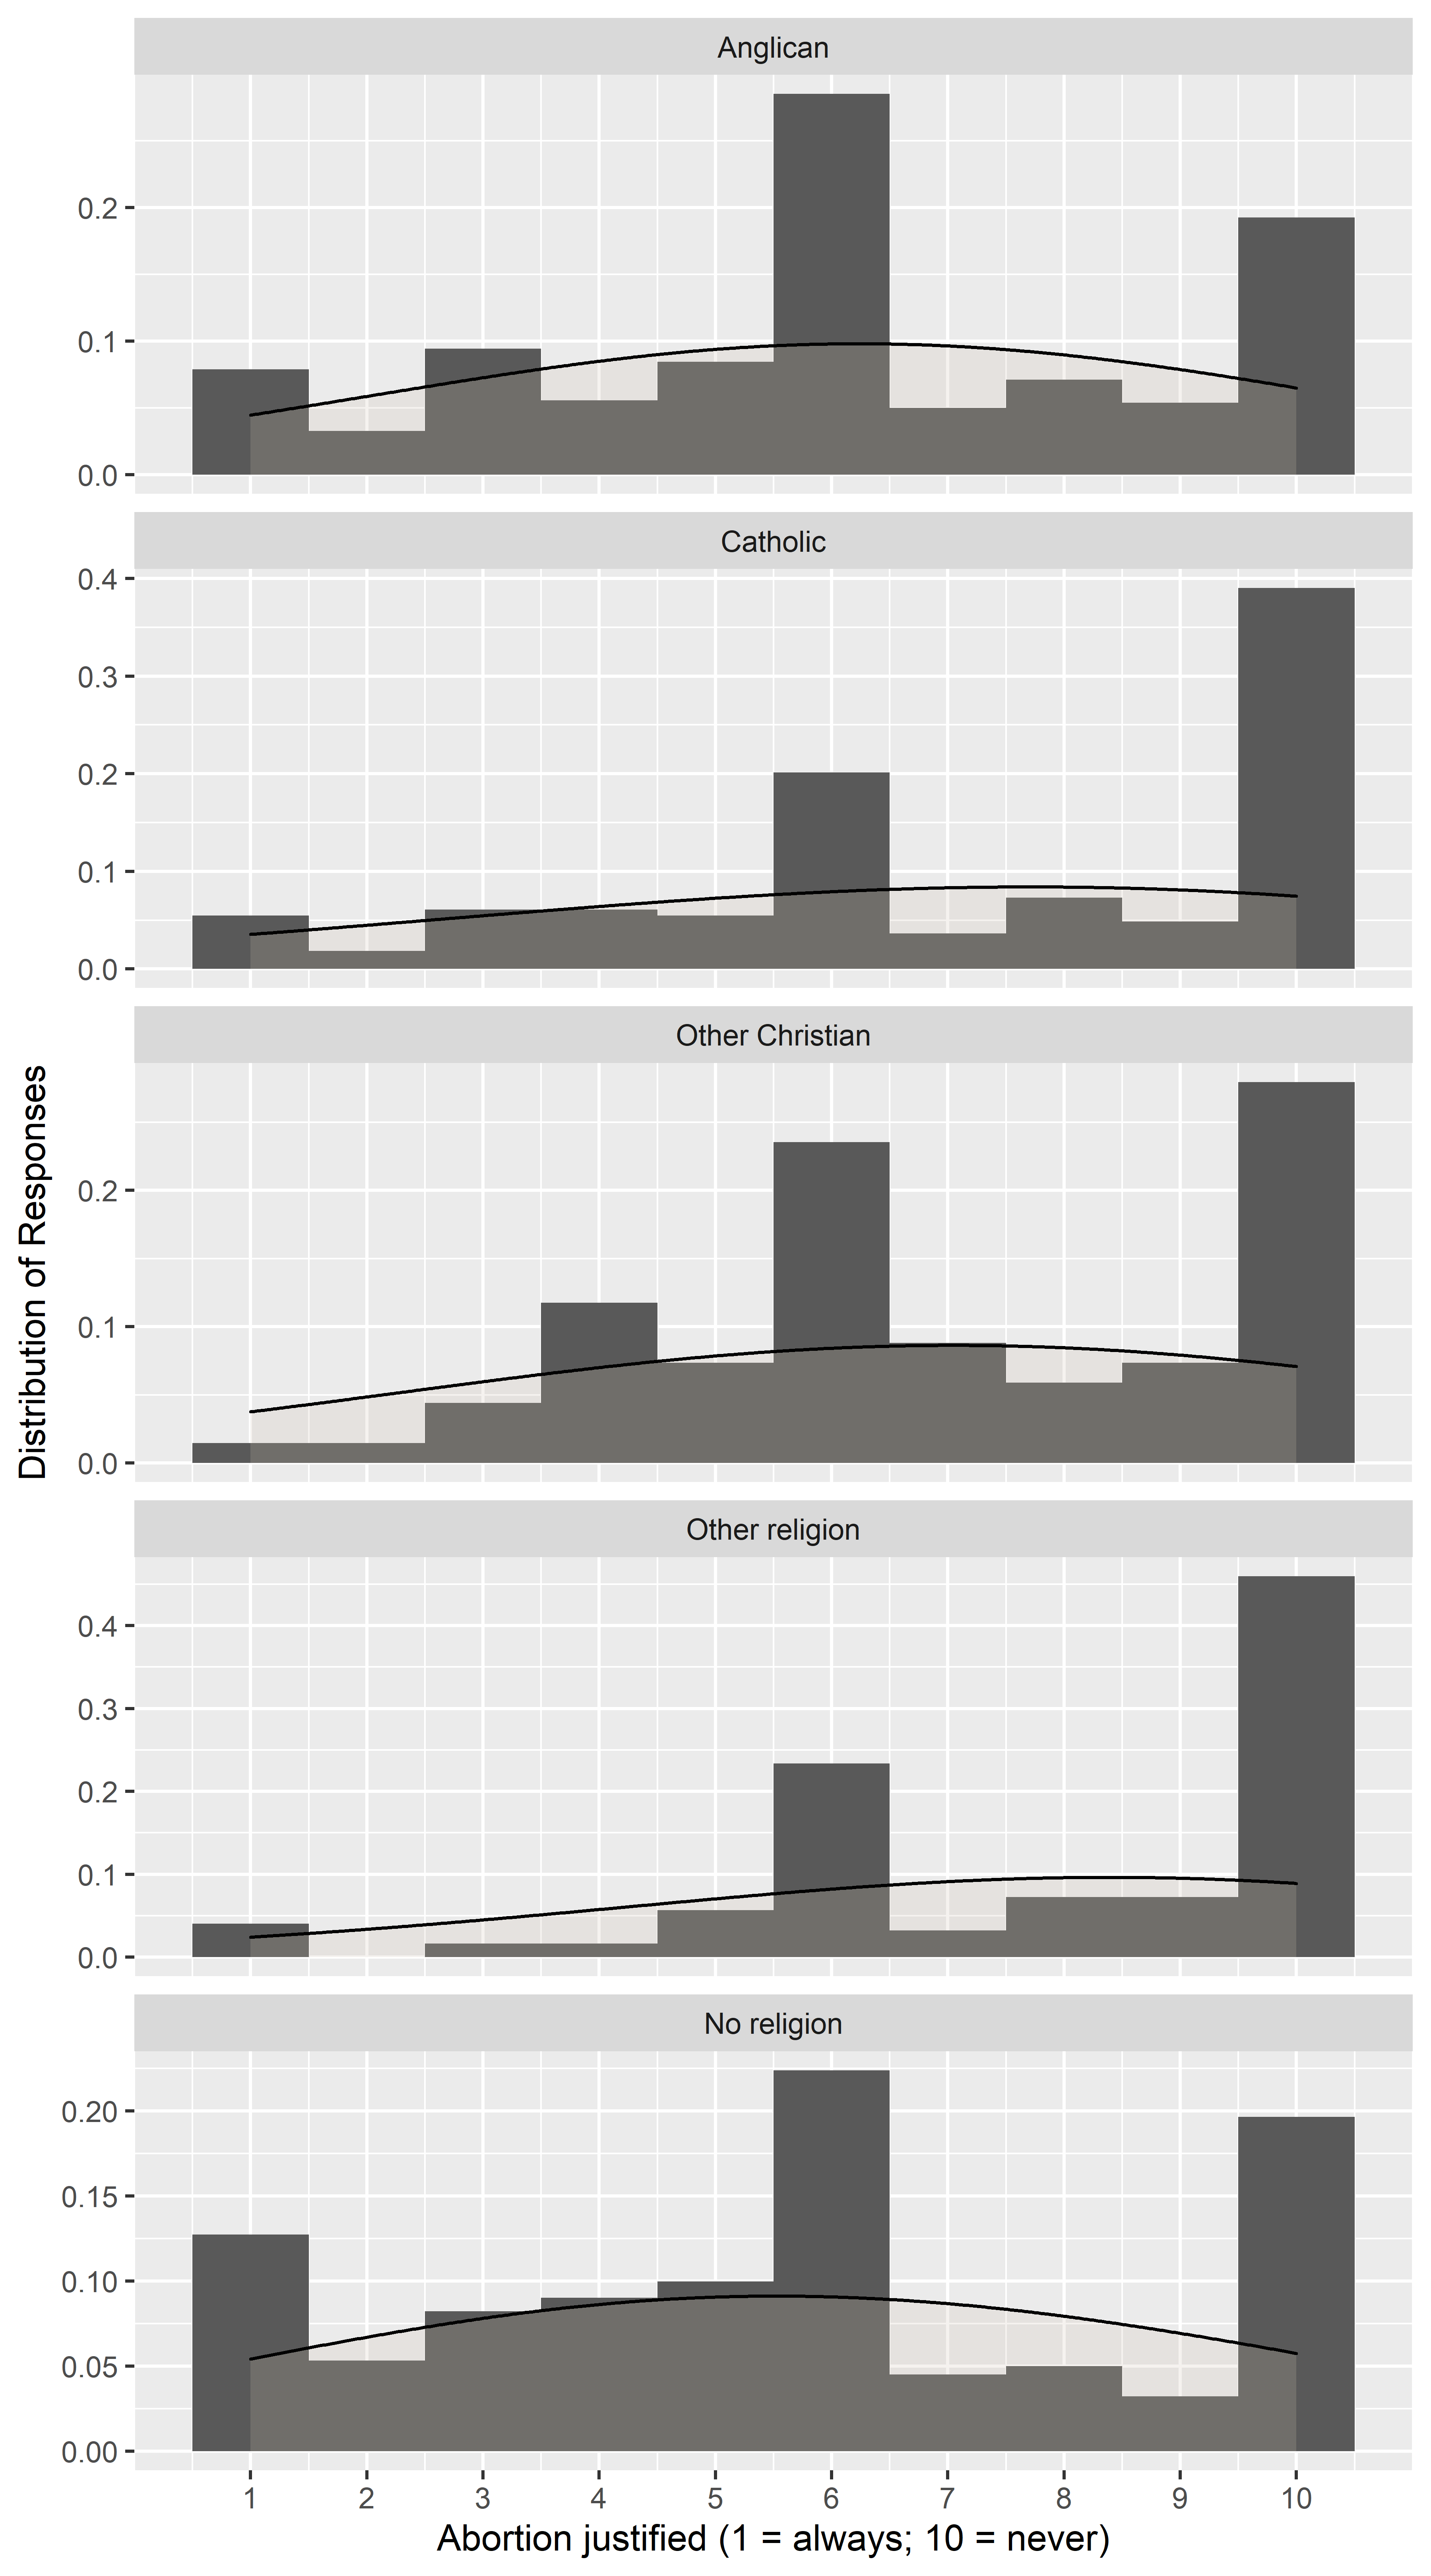 Anglican
0.2
0.1
0.0
Catholic
0.4
0.3
0.2
0.1
0.0
Other Christian
0.2
0.1
0.0
Distribution of Responses
Other religion
0.4
0.3
0.2
0.1
0.0
No religion
0.20
0.15
0.10
0.05
0.00
1 2 3 4 5 6 7 8 9 10
Abortion justified (1 = always; 10 = never)